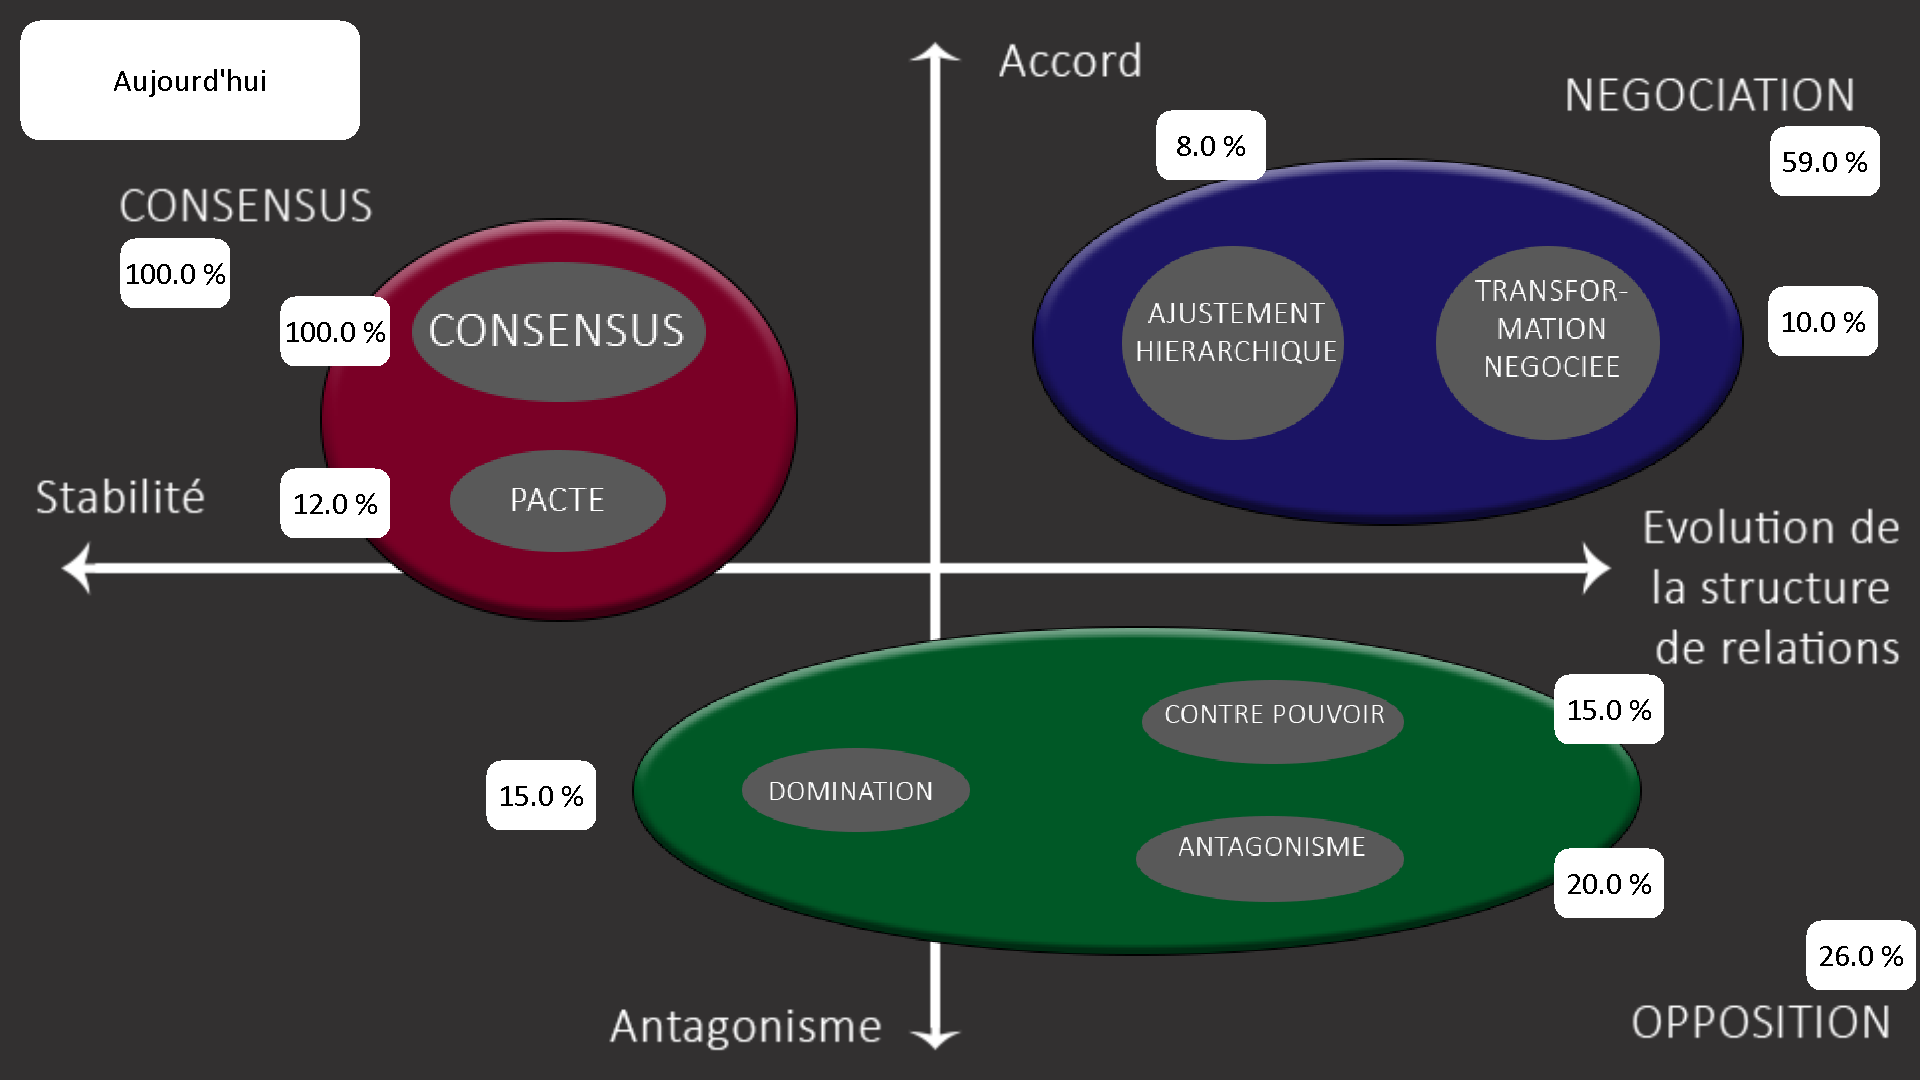 Aujourd'hui
Accord
NEGOCIATION
59.0 %
8.0 %
CONSENSUS
100.0 %
100.0 %
CONSENSUS
12.0 %
PACTE
AJUSTEMENT
HIERARCHIQUE
TRANSFOR-
MATION
NEGOCIEE
10.0 %
Stabilité
Evolution de
la structure
de relations
CONTRE POUVOIR
15.0 %
15.0 %
DOMINATION
ANTAGONISME
20.0 %
26.0 %
Antagonisme
OPPOSITION